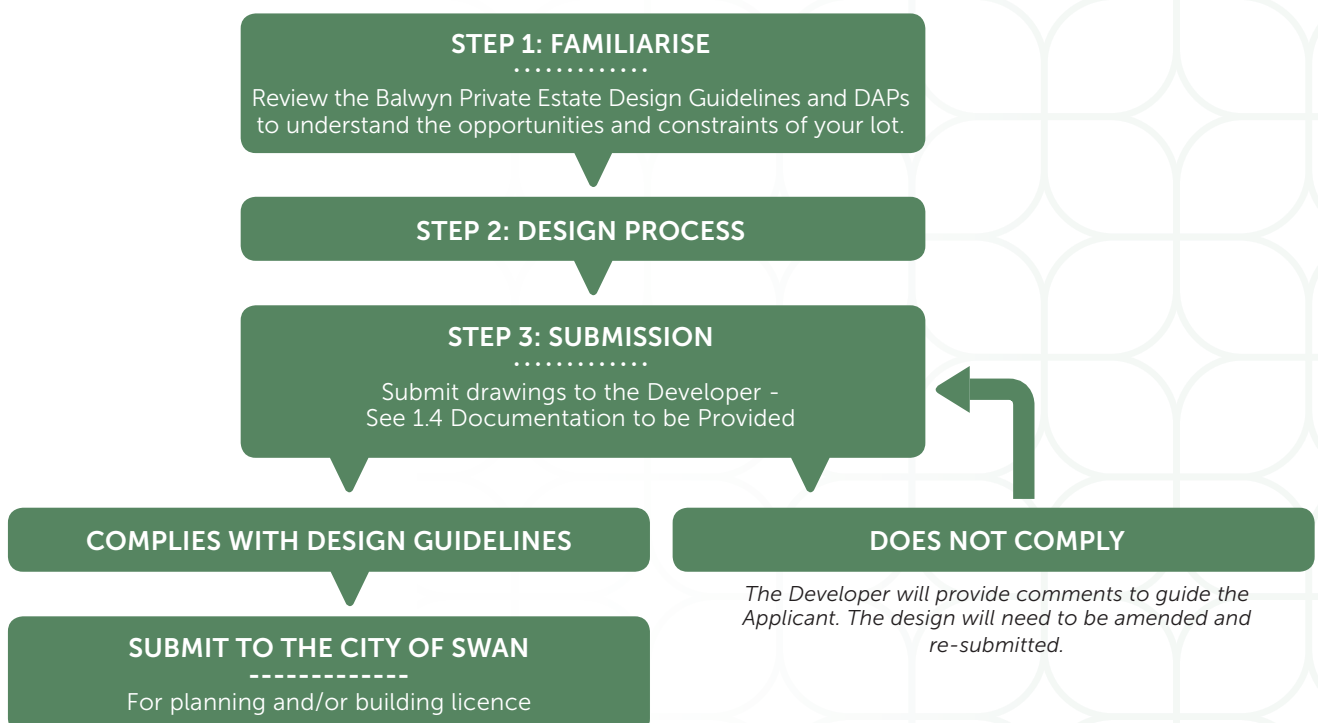 STEP 1: FAMILIARISE
Review the Balwyn Private Estate Design Guidelines and DAPs
to understand the opportunities and constraints of your lot.
STEP 2: DESIGN PROCESS
STEP 3: SUBMISSION
Submit drawings to the Developer -
See 1.4 Documentation to be Provided
COMPLIES WITH DESIGN GUIDELINES
DOES NOT COMPLY
The Developer will provide comments to guide the
Applicant. The design will need to be amended and
re-submitted.
SUBMIT TO THE CITY OF SWAN
For planning and/or building licence